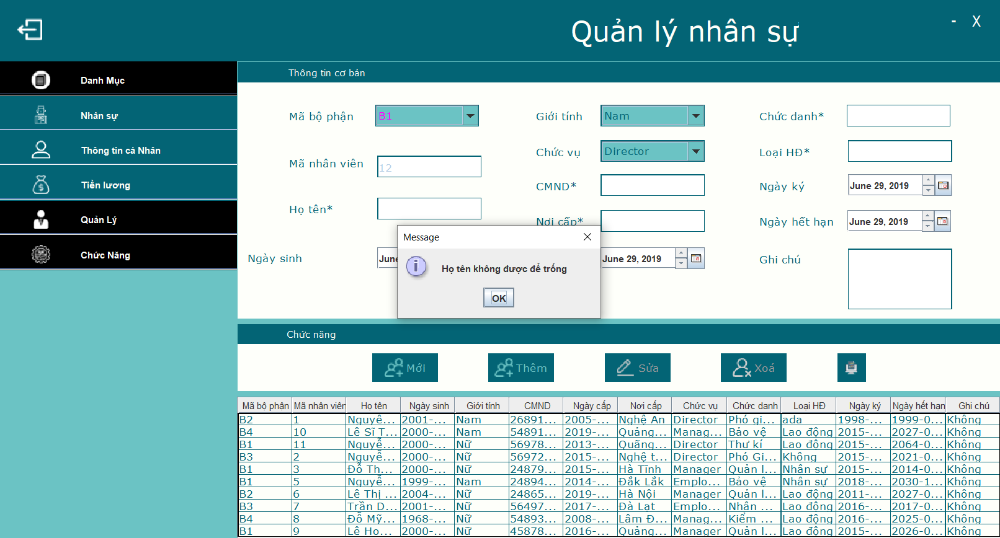 Quản lý nhân sự
- X
Danh Mục
Nhân sự
Thông tin cá Nhân
Tiền lương
Quản Lý
Chức Năng
Thông tin cơ bản
Mã bộ phận B1 Giới tính Nam Chức danh*
Chức vụ Director Loại HĐ*
Mã nhân viên 12
CMND* Ngày ký June 29, 2019
Họ tên*
Nơi cấp* Ngày hết hạn June 29, 2019
Ngày sinh June 29, 2019 Ghi chú
Message
Họ tên không được để trống
OK
Chức năng
Mới Thêm Sửa Xoá
Mã bộ phận Mã nhân viên Họ tên Ngày sinh Giới tính CMND Ngày cấp Nơi cấp Chức vụ Chức danh Loại HĐ Ngày ký Ngày hết hạn Ghi chú
B2 1 Nguyê... 2001-... Nam 26891... 2005-... Nghệ An Director Phó gi... ada 1998-... 1999-0... Không
B4 10 Lê Sĩ T... 2000-... Nam 54891... 2019-... Quảng... Manag... Bảo vệ Lao động 2015-... 2027-0... Không
B1 11 Nguyễ... 2000-... Nữ 56978... 2013-... Quãng... Director Thư kí Lao động 2015-... 2064-0... Không
B3 2 Nguyễ... 2000-... Nữ 56972... 2015-... Nghệ t... Director Phó Gi... Không 2015-... 2021-0... Không
B1 3 Đỗ Th... 2000-... Nữ 24879... 2015-... Hà Tĩnh Manager Quản l... Nhân sự 2015-... 2014-0... Không
B1 5 Nguyễ... 1999-... Nam 24894... 2014-... Đắk Lắk Emplo... Bảo vệ Nhân sự 2018-... 2030-1... Không
B2 6 Lê Thị ... 2004-... Nữ 24865... 2019-... Hà Nội Manager Quản l... Lao động 2011-... 2027-0... Không
B3 7 Trần D... 2001-... Nữ 56497... 2017-... Đà Lạt Emplo... Nhân ... Lao động 2016-... 2017-0... Không
B4 8 Đỗ Mỹ... 1968-... Nữ 54893... 2008-... Lâm Đ... Manag... Kiểm ... Lao động 2016-... 2025-0... Không
B1 9 Lê Ho... 2000-... Nữ 45878... 2016-... Quảng... Manager Quản l... Lao động 2015-... 2026-0... Không